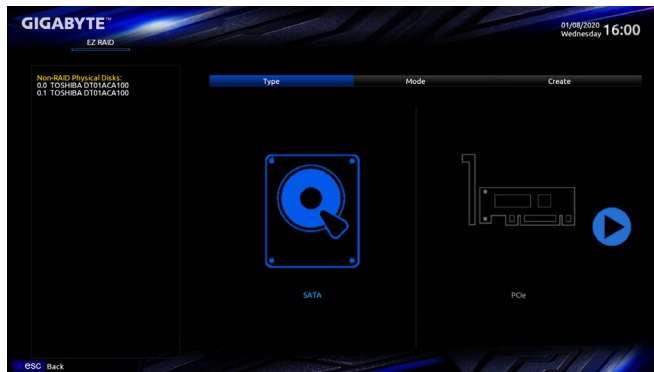 GIGABYTE™
EZ RAID
01/08/2020
Wednesday 16:00
Non-RAID Physical Disks:
0.0 TOSHIBA DT01ACA100
0.1 TOSHIBA DT01ACA100
Type Mode Create
SATA PCIe
esc Back